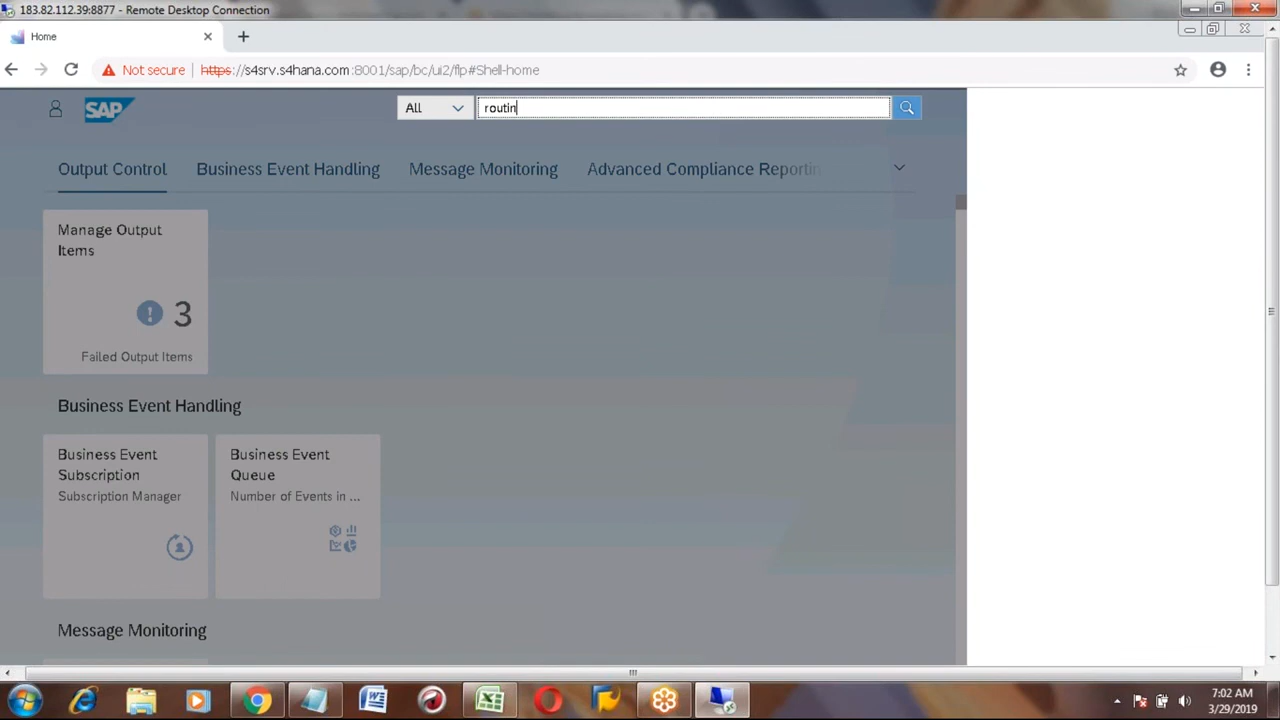 183.82.112.39:8877 - Remote Desktop Connection
Home
Not secure
https://s4srv.s4hana.com:8001/sap/bc/ui2/flp#Shell-home
SAP
All
routin
Output Control
Business Event Handling
Message Monitoring
Advanced Compliance Reportin
Manage Output
Items
3
Failed Output Items
Business Event Handling
Business Event
Subscription
Subscription Manager
Business Event
Queue
Number of Events in ...
Message Monitoring
7:02 AM
3/29/2019